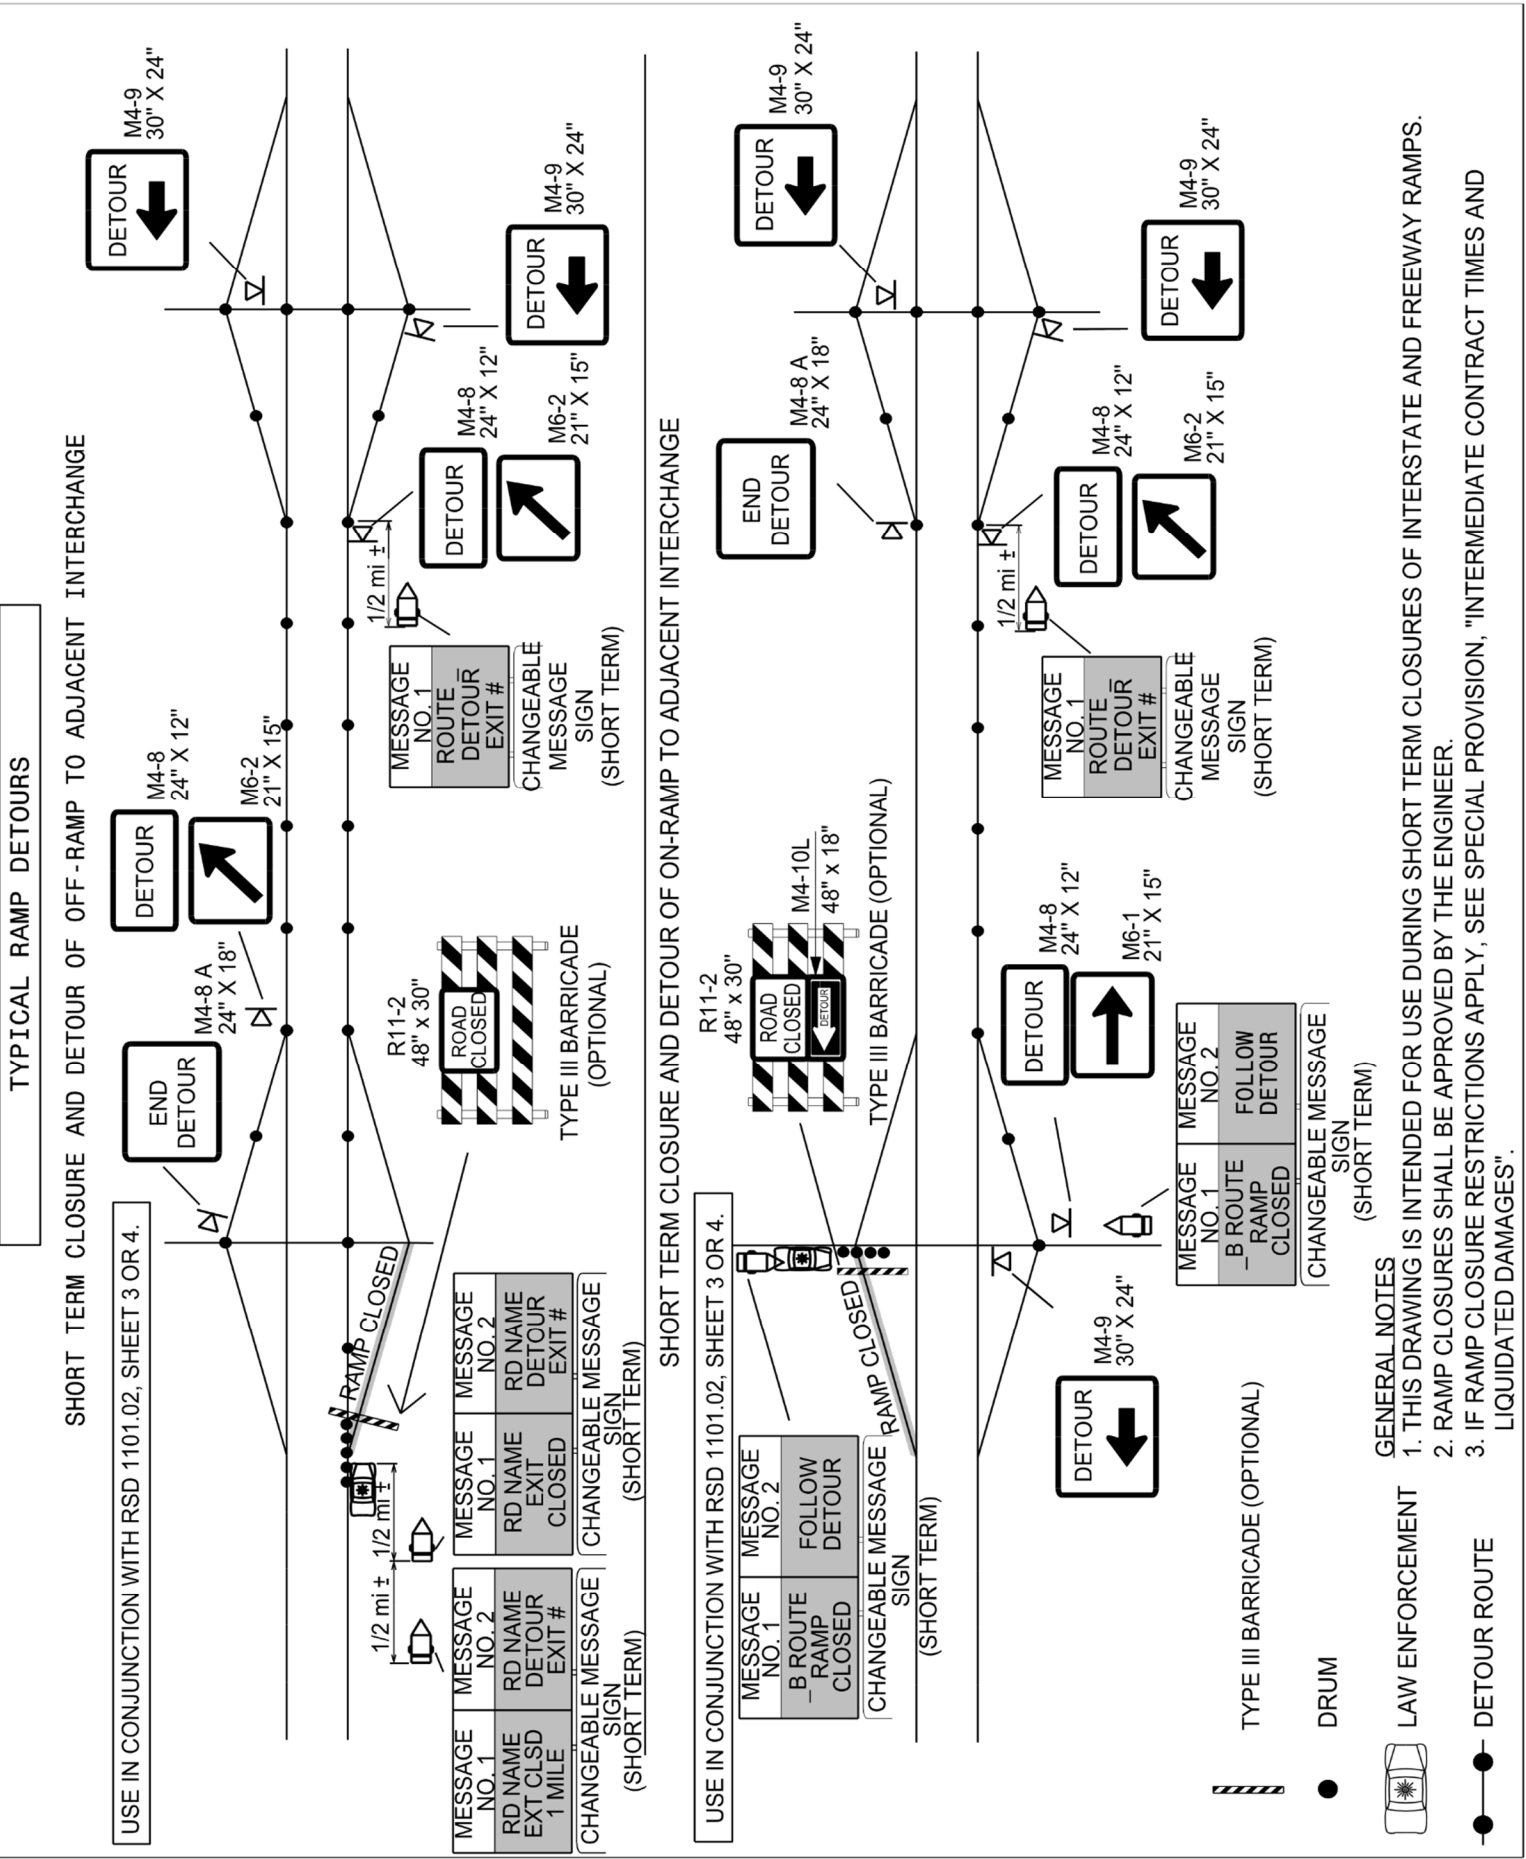 TYPICAL RAMP DETOURS
SHORT TERM CLOSURE AND DETOUR OF OFF-RAMP TO ADJACENT INTERCHANGE
USE IN CONJUNCTION WITH RSD 1101.02, SHEET 3 OR 4.
END
DETOUR
M4-8 A
24" X 18"
DETOUR
M4-8
24" X 12"
M6-2
21" X 15"
DETOUR
M4-9
30" X 24"
1/2 mi ±
1/2 mi ±
RAMP CLOSED
R11-2
48" x 30"
ROAD
CLOSED
TYPE III BARRICADE
(OPTIONAL)
1/2 mi ±
DETOUR
M4-8
24" X 12"
M6-2
21" X 15"
DETOUR
M4-9
30" X 24"
MESSAGE
NO. 1
RD NAME
EXT CLSD
1 MILE
MESSAGE
NO. 2
RD NAME
DETOUR
EXIT #
CHANGEABLE MESSAGE
SIGN
(SHORT TERM)
MESSAGE
NO. 1
RD NAME
EXIT
CLOSED
MESSAGE
NO. 2
RD NAME
DETOUR
EXIT #
CHANGEABLE MESSAGE
SIGN
(SHORT TERM)
MESSAGE
NO. 1
ROUTE _
DETOUR
EXIT #
CHANGEABLE
MESSAGE
SIGN
(SHORT TERM)
SHORT TERM CLOSURE AND DETOUR OF ON-RAMP TO ADJACENT INTERCHANGE
USE IN CONJUNCTION WITH RSD 1101.02, SHEET 3 OR 4.
MESSAGE
NO. 1
_B ROUTE
RAMP
CLOSED
MESSAGE
NO. 2
FOLLOW
DETOUR
CHANGEABLE MESSAGE
SIGN
(SHORT TERM)
RAMP CLOSED
R11-2
48" x 30"
ROAD
CLOSED
DETOUR
M4-10L
48" x 18"
TYPE III BARRICADE (OPTIONAL)
END
DETOUR
M4-8 A
24" X 18"
DETOUR
M4-9
30" X 24"
DETOUR
M4-9
30" X 24"
DETOUR
M4-8
24" X 12"
M6-1
21" X 15"
MESSAGE
NO. 1
_B ROUTE
RAMP
CLOSED
MESSAGE
NO. 2
FOLLOW
DETOUR
CHANGEABLE MESSAGE
SIGN
(SHORT TERM)
1/2 mi ±
MESSAGE
NO. 1
ROUTE _
DETOUR
EXIT #
CHANGEABLE
MESSAGE
SIGN
(SHORT TERM)
DETOUR
M4-8
24" X 12"
M6-2
21" X 15"
DETOUR
M4-9
30" X 24"
TYPE III BARRICADE (OPTIONAL)
DRUM
LAW ENFORCEMENT
DETOUR ROUTE
GENERAL NOTES
1. THIS DRAWING IS INTENDED FOR USE DURING SHORT TERM CLOSURES OF INTERSTATE AND FREEWAY RAMPS.
2. RAMP CLOSURES SHALL BE APPROVED BY THE ENGINEER.
3. IF RAMP CLOSURE RESTRICTIONS APPLY, SEE SPECIAL PROVISION, "INTERMEDIATE CONTRACT TIMES AND
LIQUIDATED DAMAGES".